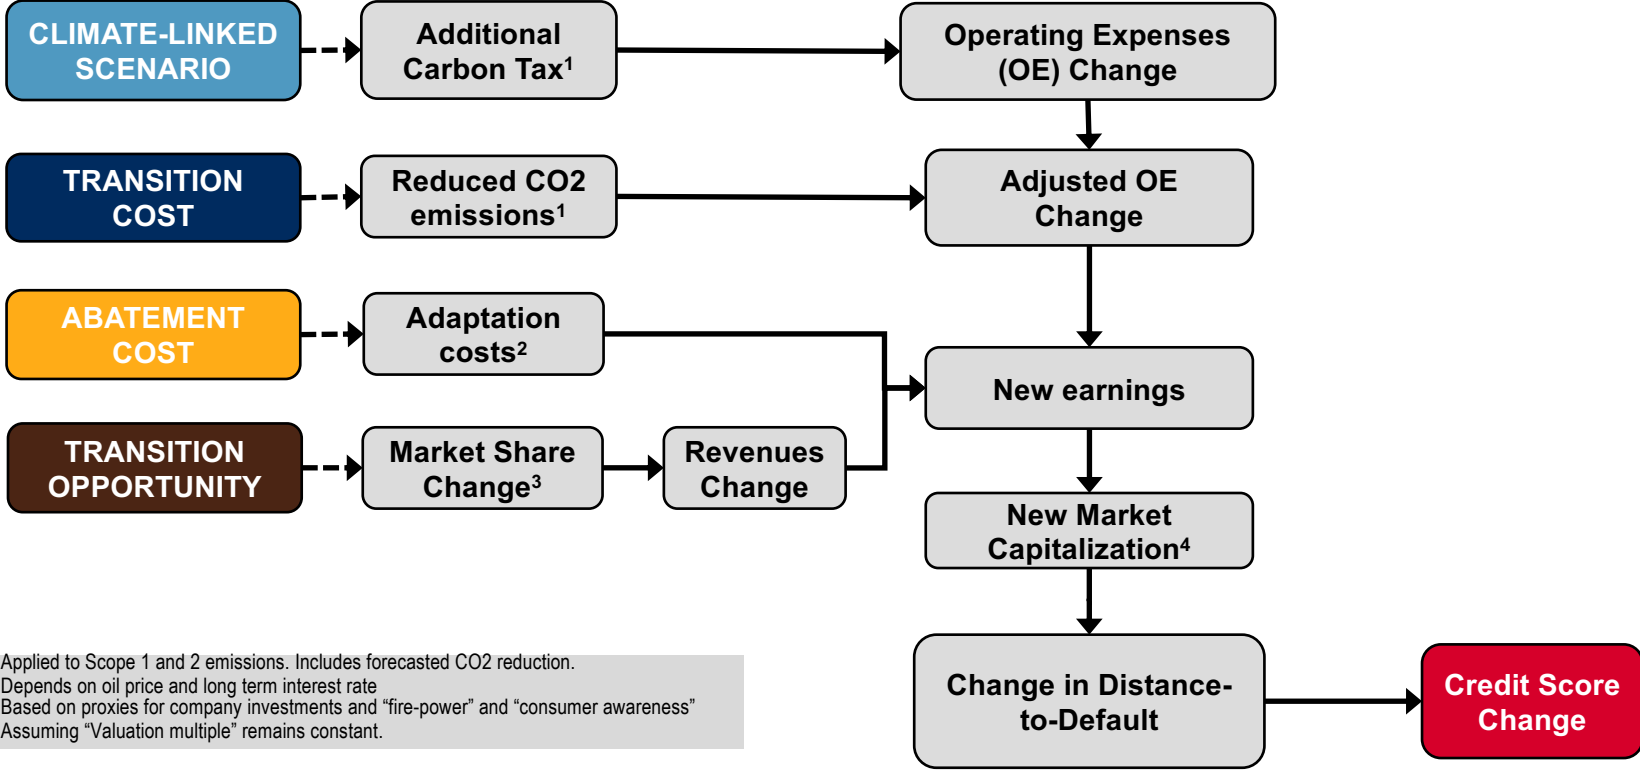 CLIMATE-LINKED
SCENARIO
Additional
Carbon Tax¹
Operating Expenses
(OE) Change
TRANSITION
COST
Reduced CO2
emissions¹
Adjusted OE
Change
ABATEMENT
COST
Adaptation
costs²
New earnings
TRANSITION
OPPORTUNITY
Market Share
Change³
Revenues
Change
New Market
Capitalization⁴
Change in Distance-
to-Default
Credit Score
Change
Applied to Scope 1 and 2 emissions. Includes forecasted CO2 reduction.
Depends on oil price and long term interest rate
Based on proxies for company investments and “fire-power” and “consumer awareness”
Assuming “Valuation multiple” remains constant.